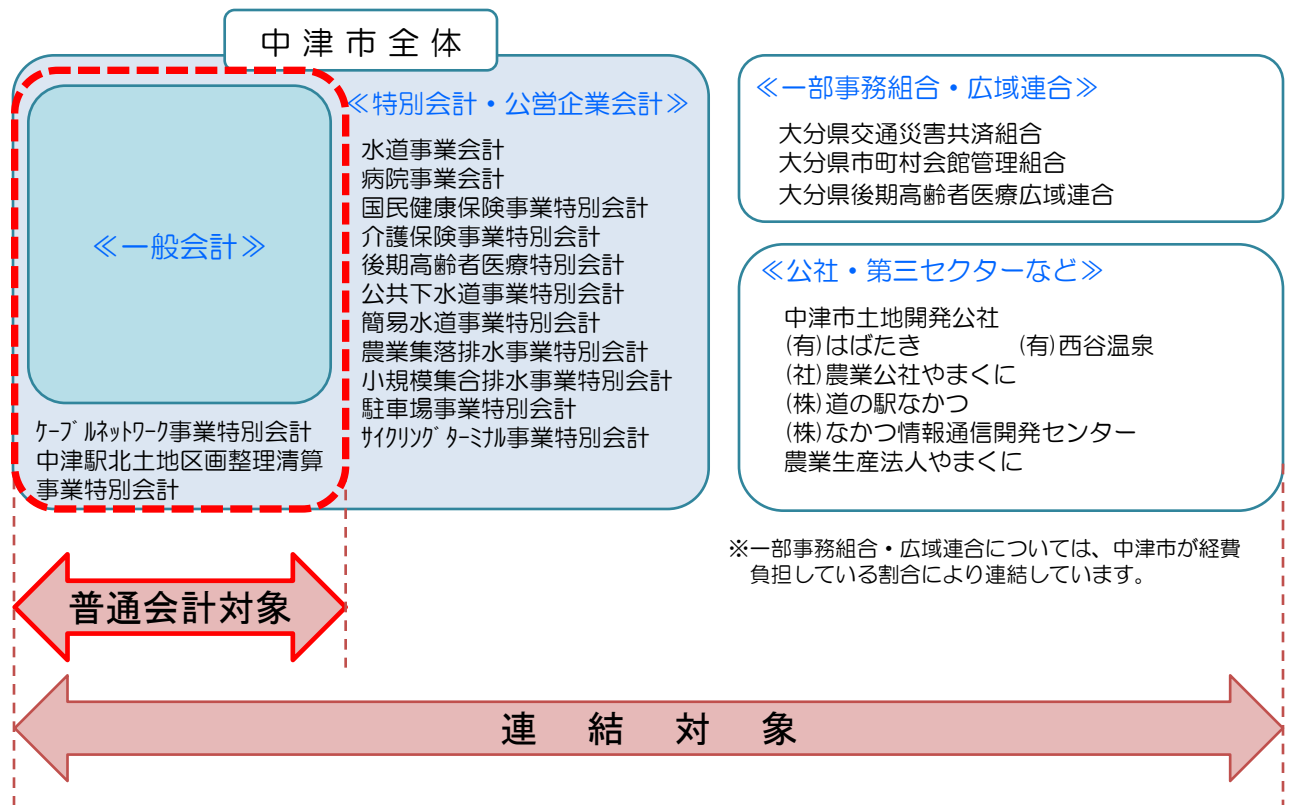 中津市全体
≪一般会計≫
ｹｰﾌﾞﾙﾈｯﾄﾜｰｸ事業特別会計
中津駅北土地区画整理清算
事業特別会計
≪特別会計・公営企業会計≫
水道事業会計
病院事業会計
国民健康保険事業特別会計
介護保険事業特別会計
後期高齢者医療特別会計
公共下水道事業特別会計
簡易水道事業特別会計
農業集落排水事業特別会計
小規模集合排水事業特別会計
駐車場事業特別会計
ｻｲｸﾘﾝｸﾞﾀｰﾐﾅﾙ事業特別会計
≪一部事務組合・広域連合≫
大分県交通災害共済組合
大分県市町村会館管理組合
大分県後期高齢者医療広域連合
≪公社・第三セクターなど≫
中津市土地開発公社
(有)はばたき　(有)西谷温泉
(社)農業公社やまくに
(株)道の駅なかつ
(株)なかつ情報通信開発センター
農業生産法人やまくに
※一部事務組合・広域連合については、中津市が経費
負担している割合により連結しています。
普通会計対象
連結対象